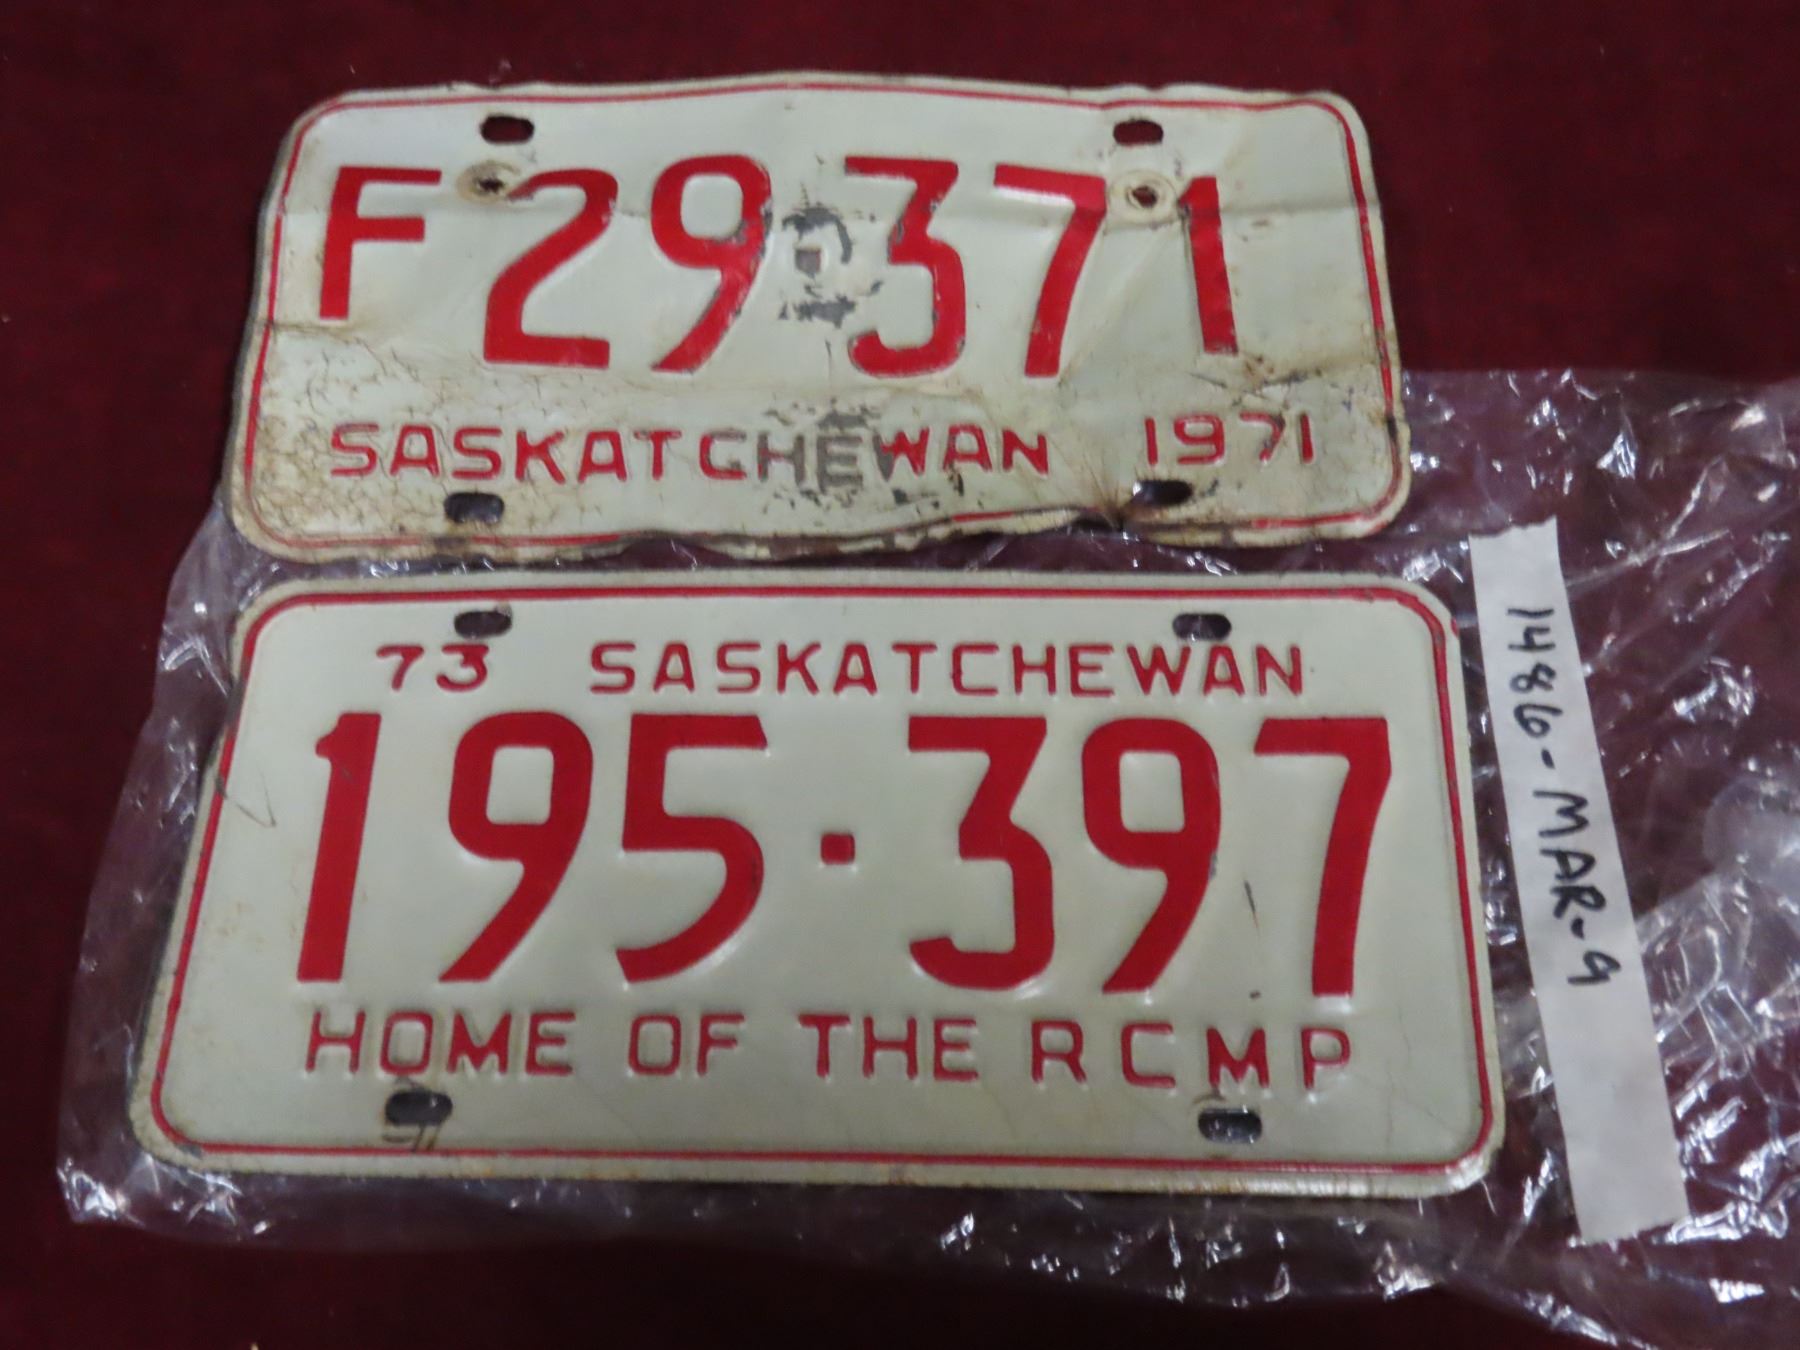 F29·371
SASKATCHEWAN 1971
73 SASKATCHEWAN
195·397
HOME OF THE RCMP
1486-MAR-9